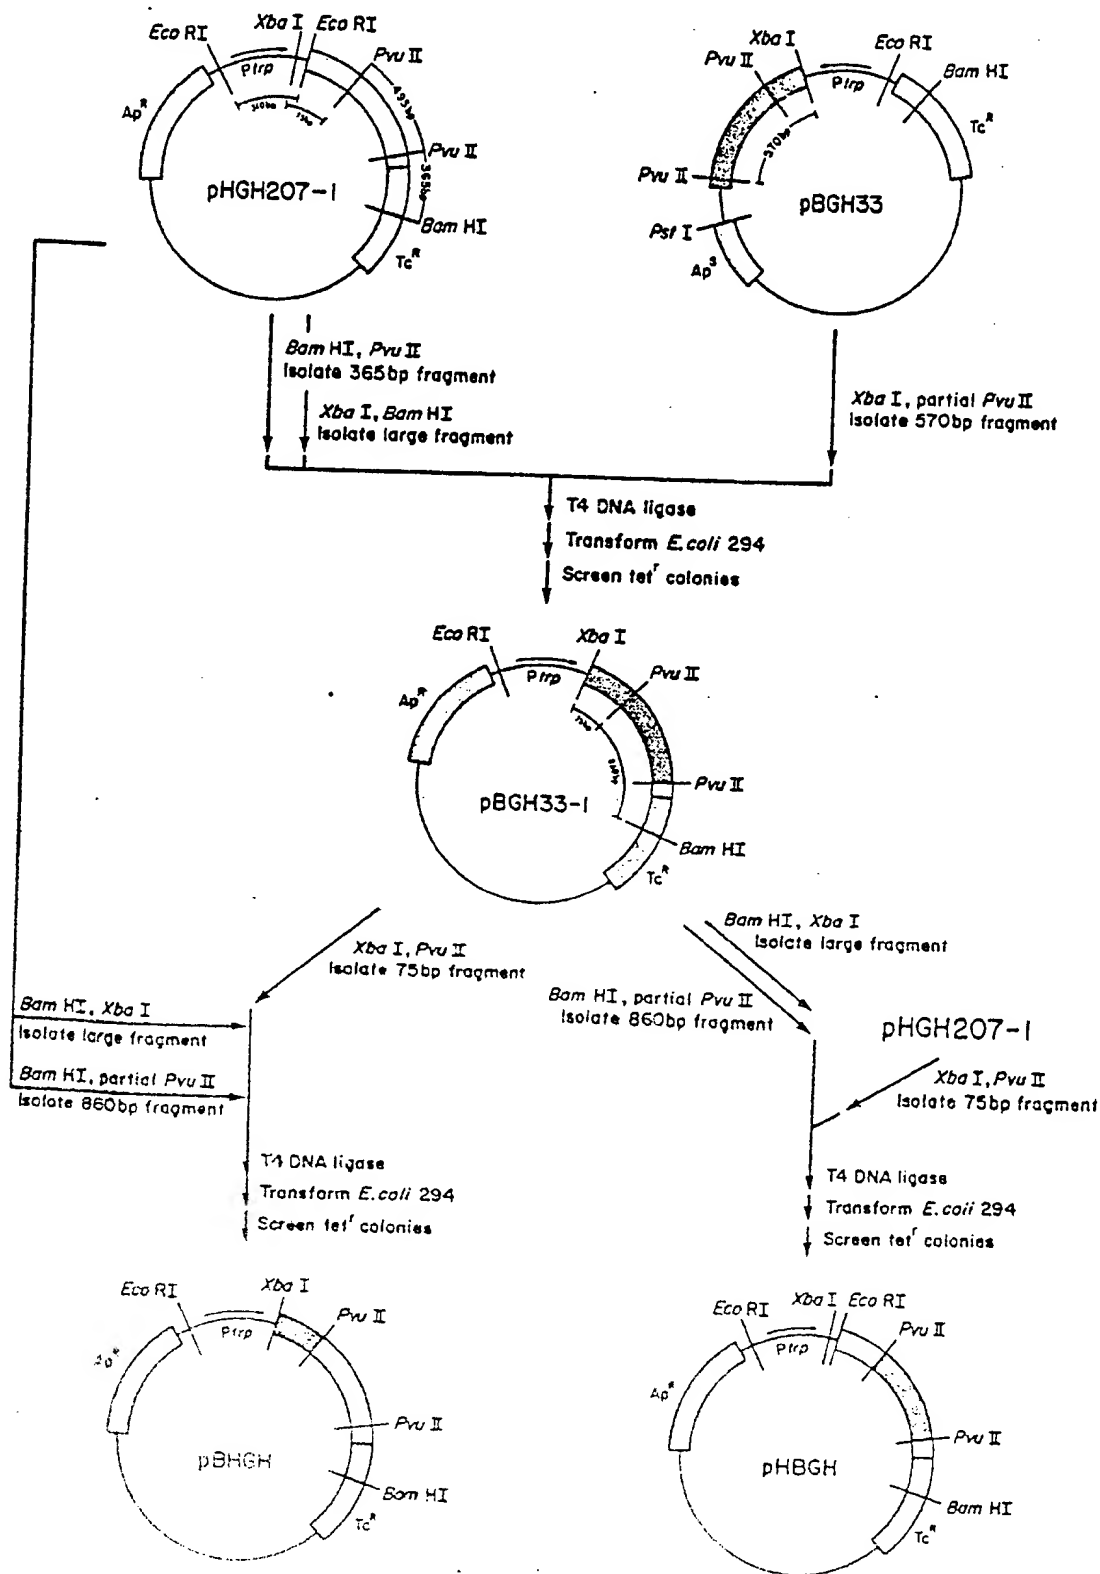 Eco RI
Xba I
Eco RI
Pvu II
Ptrp
310bp
75bp
493bp
Ap^R
Pvu II
365bp
pHGH207-1
Bam HI
Tc^R
Xba I
Pvu II
Eco RI
Bam HI
Ptrp
570bp
Tc^R
Pvu II
pBGH33
Pst I
Ap^S
Bam HI, Pvu II
Isolate 365bp fragment
Xba I, Bam HI
Isolate large fragment
Xba I, partial Pvu II
Isolate 570bp fragment
T4 DNA ligase
Transform E.coli 294
Screen tet^r colonies
Eco RI
Xba I
Ptrp
Pvu II
Ap^R
75bp
860bp
Pvu II
pBGH33-1
Bam HI
Tc^R
Xba I, Pvu II
Isolate 75bp fragment
Bam HI, Xba I
Isolate large fragment
Bam HI, partial Pvu II
Isolate 860bp fragment
Bam HI, Xba I
Isolate large fragment
Bam HI, partial Pvu II
Isolate 860bp fragment
pHGH207-1
Xba I, Pvu II
Isolate 75bp fragment
T4 DNA ligase
Transform E.coli 294
Screen tet^r colonies
T4 DNA ligase
Transform E.coli 294
Screen tet^r colonies
Eco RI
Xba I
Ptrp
Pvu II
Ap^R
Pvu II
pBHGH
Bam HI
Tc^R
Eco RI
Xba I
Eco RI
Ptrp
Pvu II
Ap^R
Pvu II
pHBGH
Bam HI
Tc^R